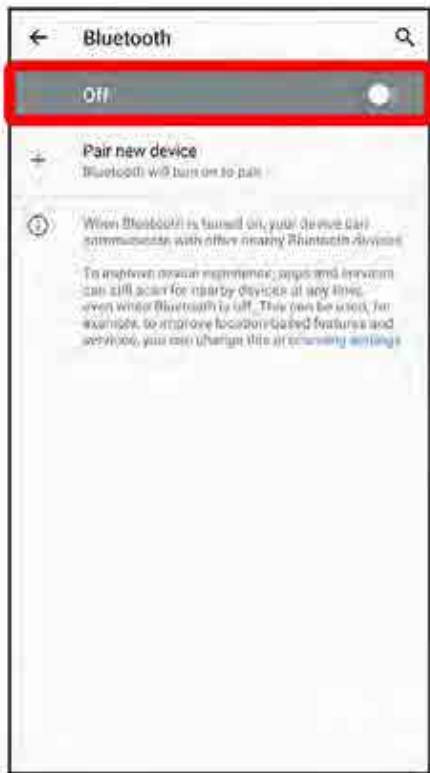 Bluetooth
Off
Pair new device
Bluetooth will turn on to pair
When Bluetooth is turned on, your device can
communicate with other nearby Bluetooth devices
To improve device experience, apps and services
can still scan for nearby devices at any time,
even when Bluetooth is off. This can be used, for
example, to improve location-based features and
services, you can change this in scanning settings